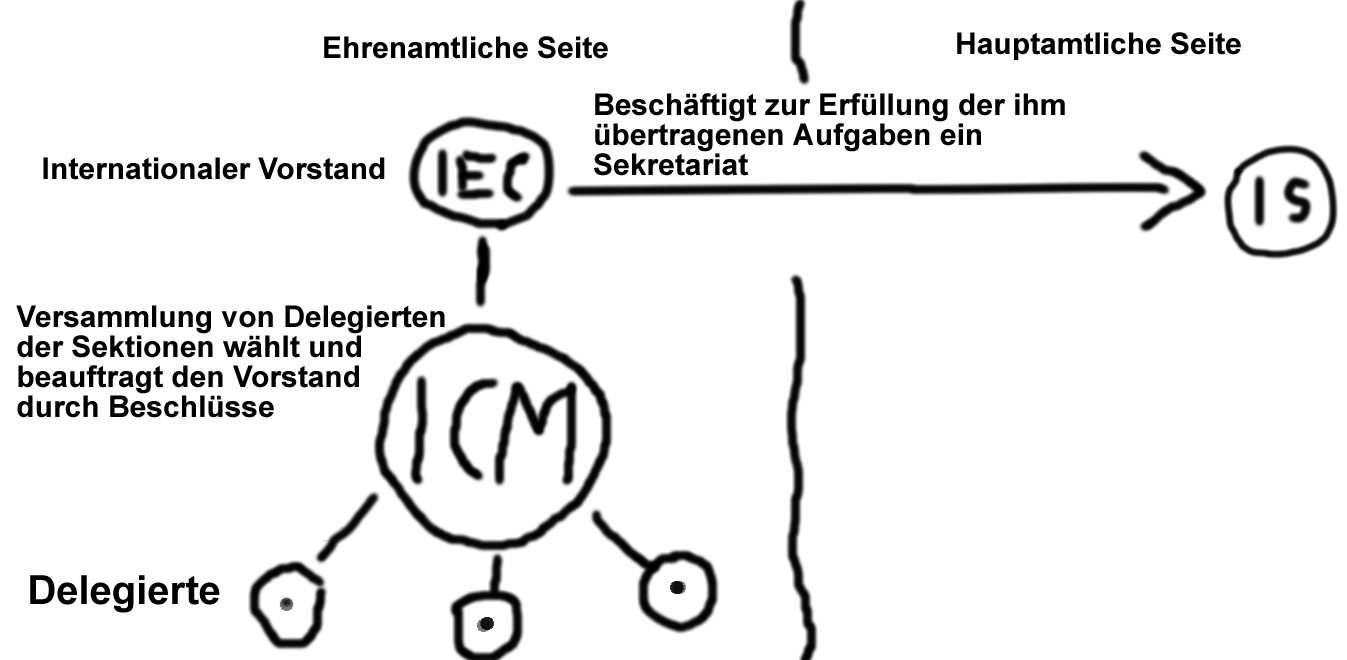 Ehrenamtliche Seite
Hauptamtliche Seite
Beschäftigt zur Erfüllung der ihm
übertragenen Aufgaben ein
Sekretariat
Internationaler Vorstand
IEC
IS
Versammlung von Delegierten
der Sektionen wählt und
beauftragt den Vorstand
durch Beschlüsse
ICM
Delegierte